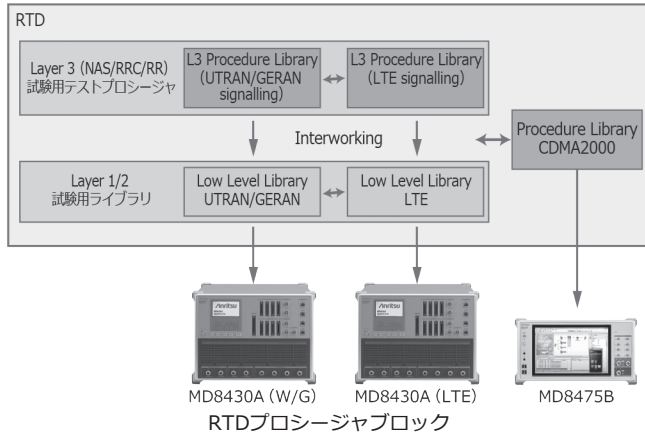 RTD
Layer 3 (NAS/RRC/RR)
試験用テストプロシージャ
L3 Procedure Library
(UTRAN/GERAN
signalling)
L3 Procedure Library
(LTE signalling)
Interworking
Procedure Library
CDMA2000
Layer 1/2
試験用ライブラリ
Low Level Library
UTRAN/GERAN
Low Level Library
LTE
Anritsu
Anritsu
MD8430A (W/G)
MD8430A (LTE)
MD8475B
RTDプロシージャブロック